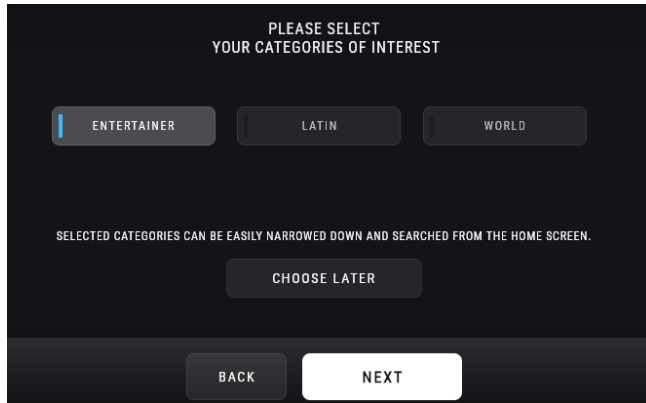 PLEASE SELECT
YOUR CATEGORIES OF INTEREST
ENTERTAINER
LATIN
WORLD
SELECTED CATEGORIES CAN BE EASILY NARROWED DOWN AND SEARCHED FROM THE HOME SCREEN.
CHOOSE LATER
BACK
NEXT